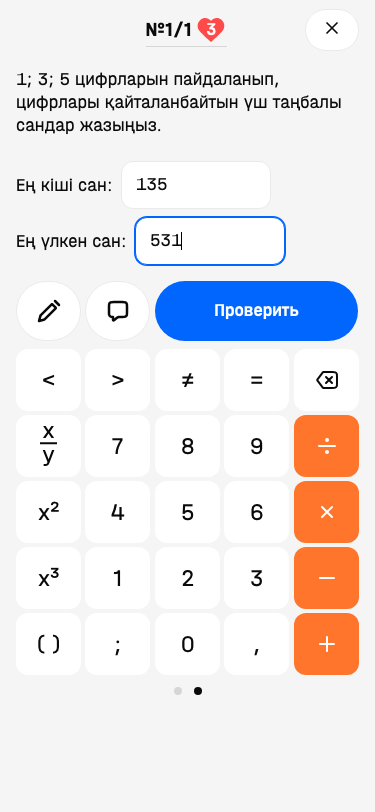 №1/1 3
1; 3; 5 цифрларын пайдаланып,
цифрлары қайталанбайтын үш таңбалы
сандар жазыңыз.
Ең кіші сан: 135
Ең үлкен сан: 531
Проверить
< > ≠ =
x/y 7 8 9 ÷
x² 4 5 6 ×
x³ 1 2 3 −
( ) ; 0 , +